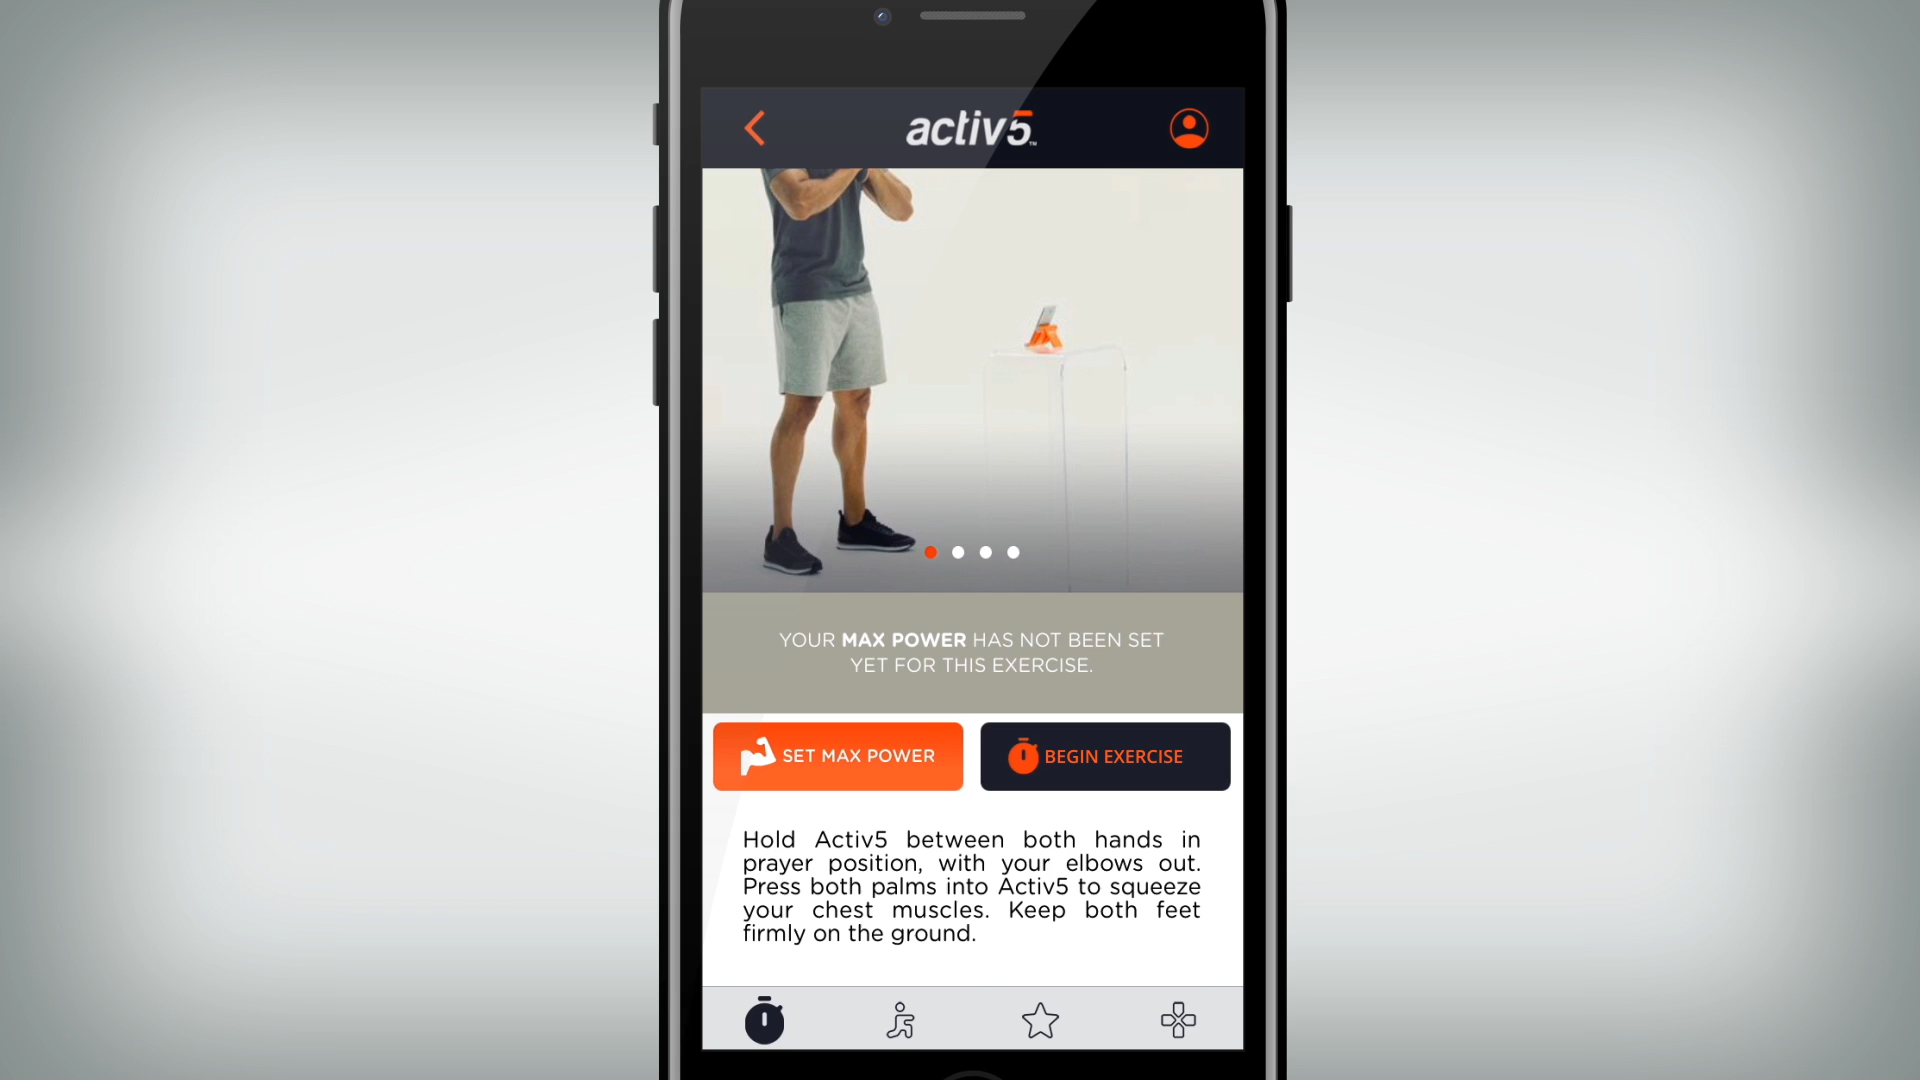 activ5™
YOUR MAX POWER HAS NOT BEEN SET
YET FOR THIS EXERCISE.
SET MAX POWER
BEGIN EXERCISE
Hold Activ5 between both hands in
prayer position, with your elbows out.
Press both palms into Activ5 to squeeze
your chest muscles. Keep both feet
firmly on the ground.